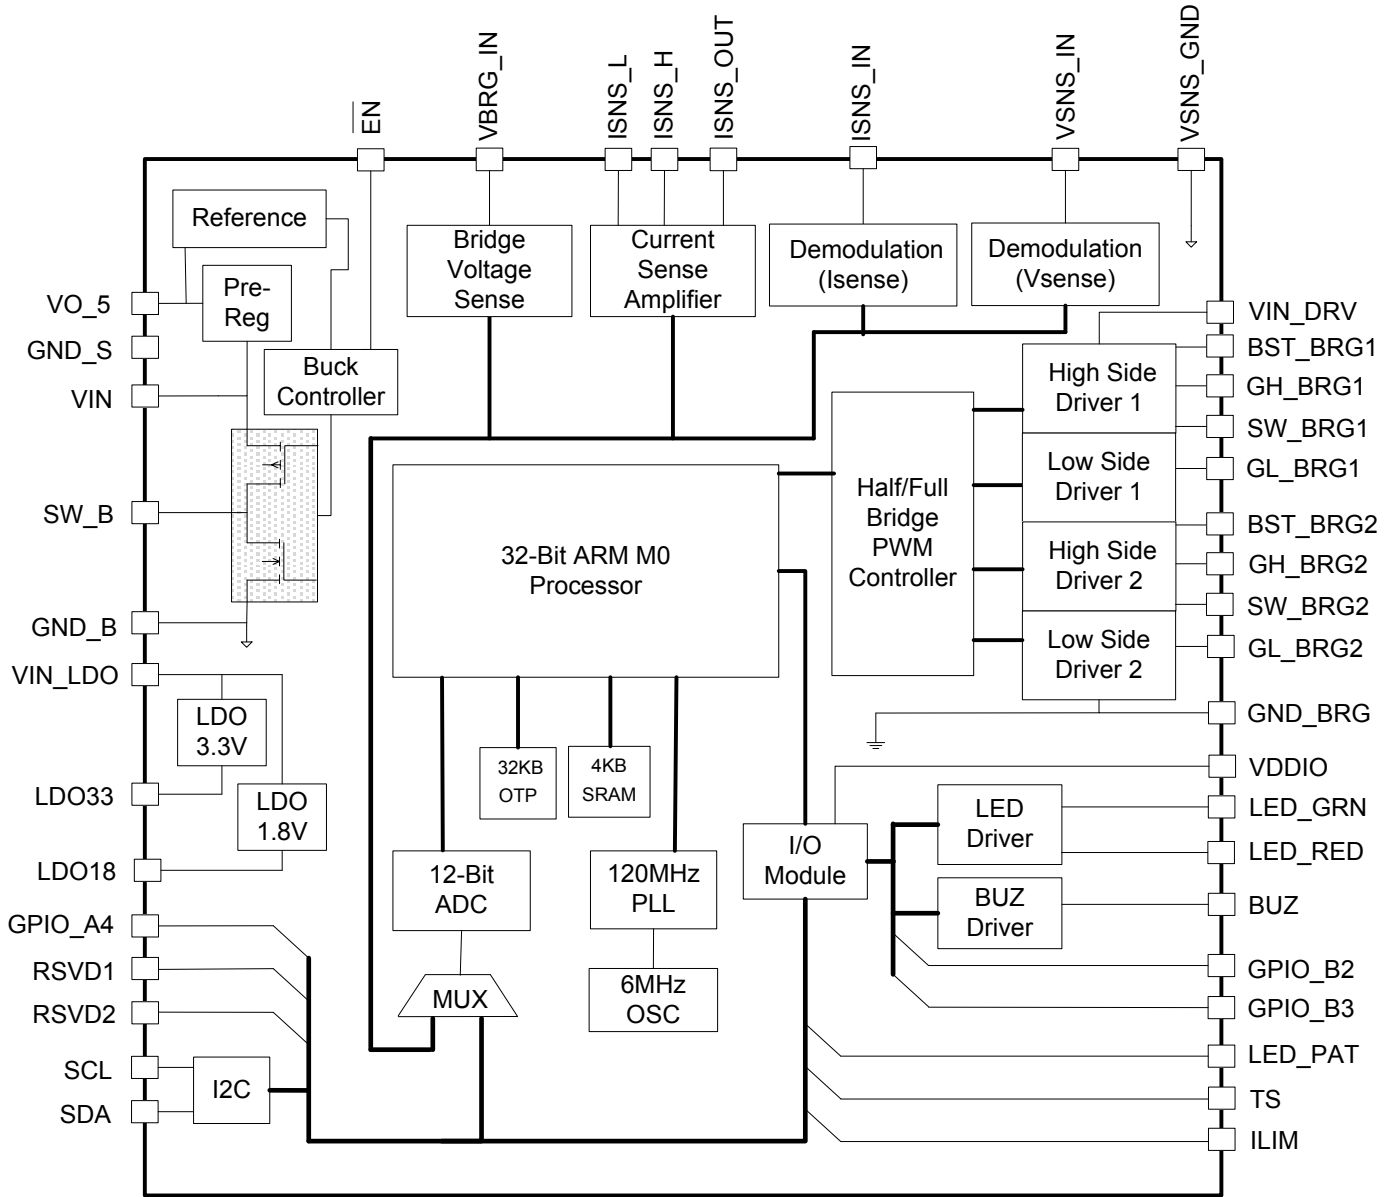 EN
VBRG_IN
ISNS_L
ISNS_H
ISNS_OUT
ISNS_IN
VSNS_IN
VSNS_GND
VO_5
GND_S
VIN
SW_B
GND_B
VIN_LDO
LDO33
LDO18
GPIO_A4
RSVD1
RSVD2
SCL
SDA
Reference
Pre-
Reg
Buck
Controller
LDO
3.3V
LDO
1.8V
I2C
Bridge
Voltage
Sense
Current
Sense
Amplifier
Demodulation
(Isense)
Demodulation
(Vsense)
32-Bit ARM M0
Processor
32KB
OTP
4KB
SRAM
12-Bit
ADC
MUX
120MHz
PLL
6MHz
OSC
Half/Full
Bridge
PWM
Controller
High Side
Driver 1
Low Side
Driver 1
High Side
Driver 2
Low Side
Driver 2
I/O
Module
LED
Driver
BUZ
Driver
VIN_DRV
BST_BRG1
GH_BRG1
SW_BRG1
GL_BRG1
BST_BRG2
GH_BRG2
SW_BRG2
GL_BRG2
GND_BRG
VDDIO
LED_GRN
LED_RED
BUZ
GPIO_B2
GPIO_B3
LED_PAT
TS
ILIM